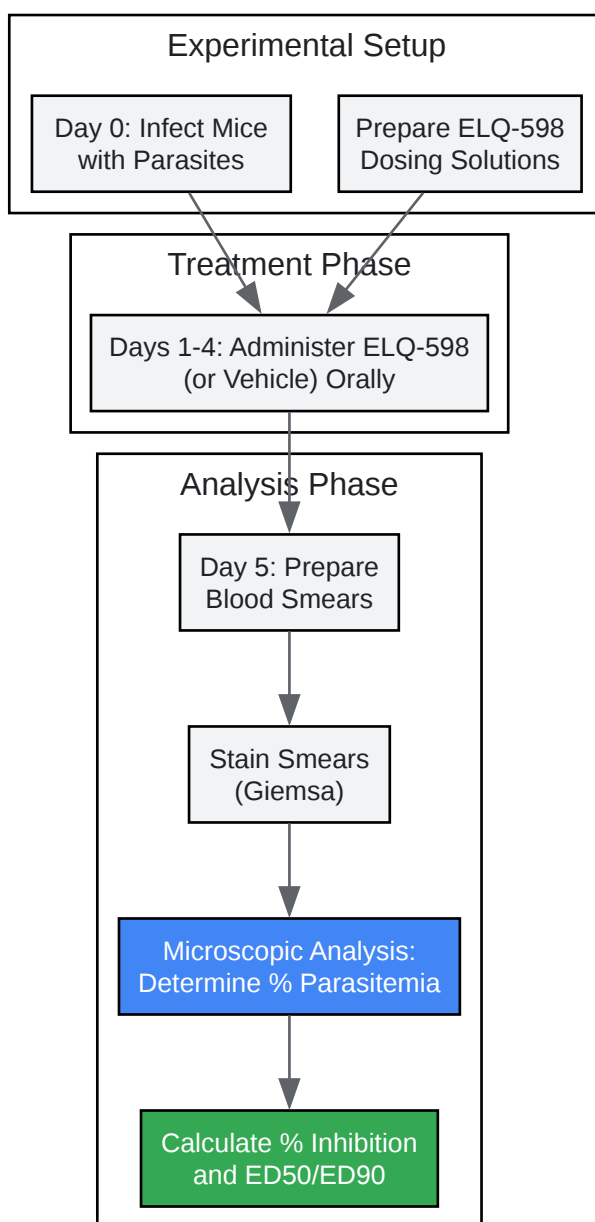 Experimental Setup
Day 0: Infect Mice
with Parasites
Prepare ELQ-598
Dosing Solutions
Treatment Phase
Days 1-4: Administer ELQ-598
(or Vehicle) Orally
Analysis Phase
Day 5: Prepare
Blood Smears
Stain Smears
(Giemsa)
Microscopic Analysis:
Determine % Parasitemia
Calculate % Inhibition
and ED50/ED90